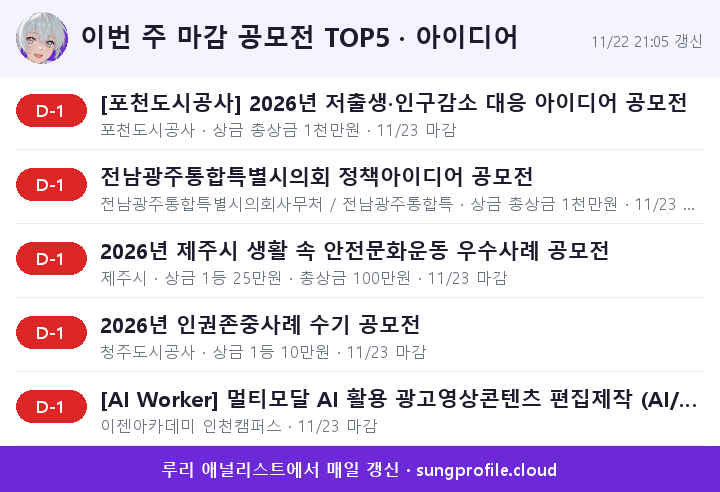 이번 주 마감 공모전 TOP5 · 아이디어
11/22 21:05 갱신
D-1
[포천도시공사] 2026년 저출생·인구감소 대응 아이디어 공모전
포천도시공사 · 상금 총상금 1천만원 · 11/23 마감
D-1
전남광주통합특별시의회 정책아이디어 공모전
전남광주통합특별시의회사무처 / 전남광주통합특 · 상금 총상금 1천만원 · 11/23 ...
D-1
2026년 제주시 생활 속 안전문화운동 우수사례 공모전
제주시 · 상금 1등 25만원 · 총상금 100만원 · 11/23 마감
D-1
2026년 인권존중사례 수기 공모전
청주도시공사 · 상금 1등 10만원 · 11/23 마감
D-1
[AI Worker] 멀티모달 AI 활용 광고영상콘텐츠 편집제작 (AI/...
이젠아카데미 인천캠퍼스 · 11/23 마감
루리 애널리스트에서 매일 갱신 · sungprofile.cloud